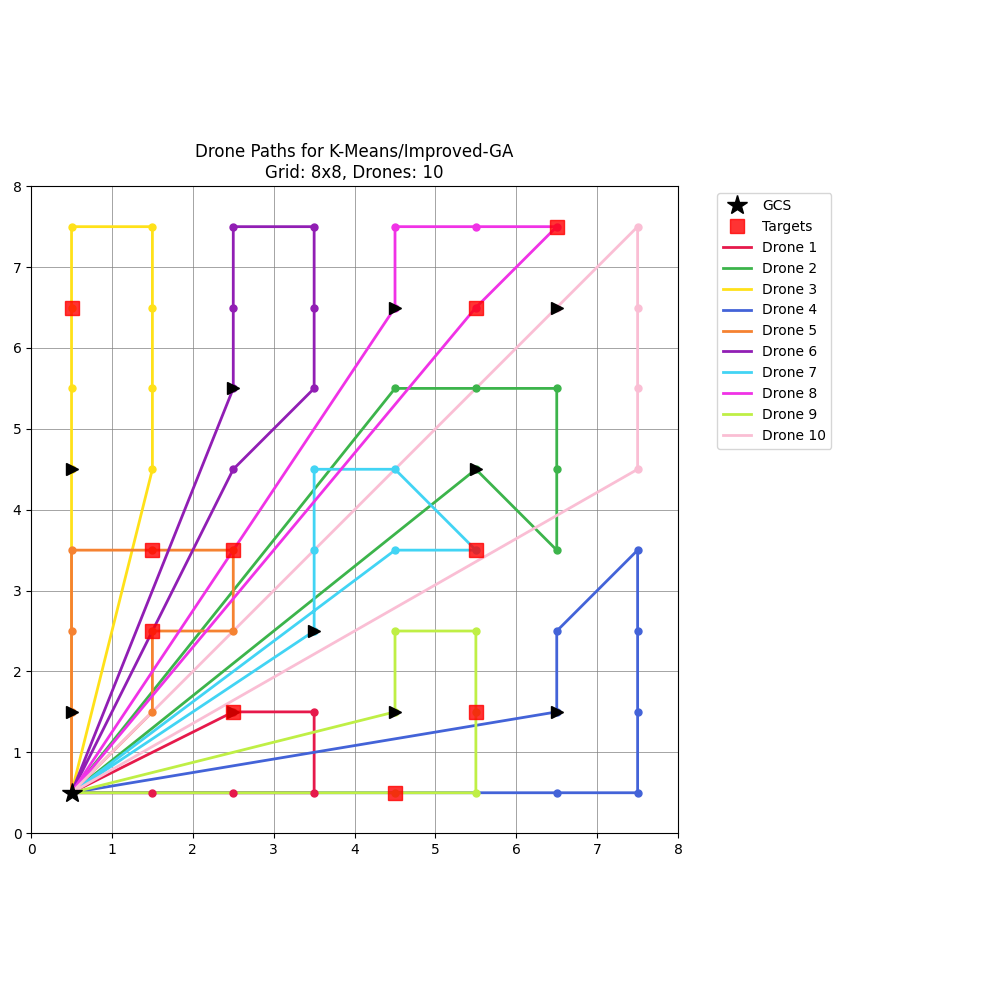 Drone Paths for K-Means/Improved-GA
Grid: 8x8, Drones: 10
8
7
6
5
4
3
2
1
0
0 1 2 3 4 5 6 7 8
GCS
Targets
Drone 1
Drone 2
Drone 3
Drone 4
Drone 5
Drone 6
Drone 7
Drone 8
Drone 9
Drone 10